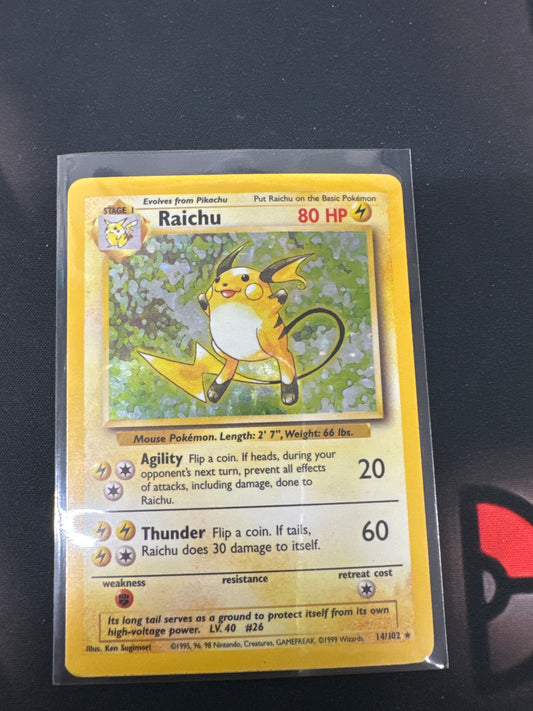 Evolves from Pikachu Put Raichu on the Basic Pokémon
STAGE 1 Raichu 80 HP
Mouse Pokémon. Length: 2' 7", Weight: 66 lbs.
Agility Flip a coin. If heads, during your
opponent's next turn, prevent all effects
of attacks, including damage, done to
Raichu.
20
Thunder Flip a coin. If tails,
Raichu does 30 damage to itself.
60
weakness resistance retreat cost
Its long tail serves as a ground to protect itself from its own
high-voltage power. LV. 40 #26
Illus. Ken Sugimori ©1995, 96, 98 Nintendo, Creatures, GAMEFREAK. ©1999 Wizards. 14/102 ★